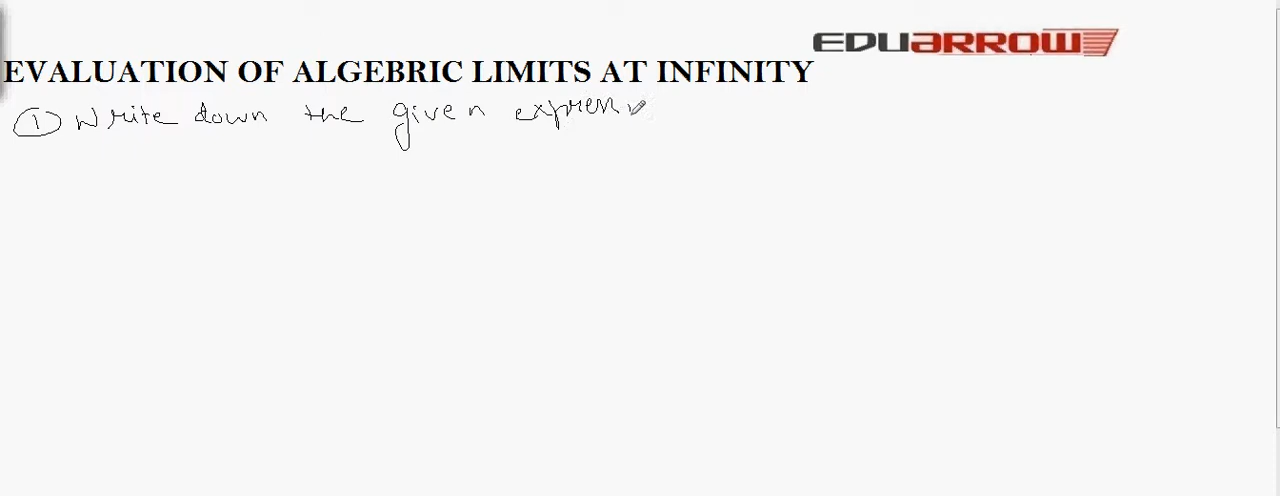 EDUARROW
EVALUATION OF ALGEBRIC LIMITS AT INFINITY
① Write down the given